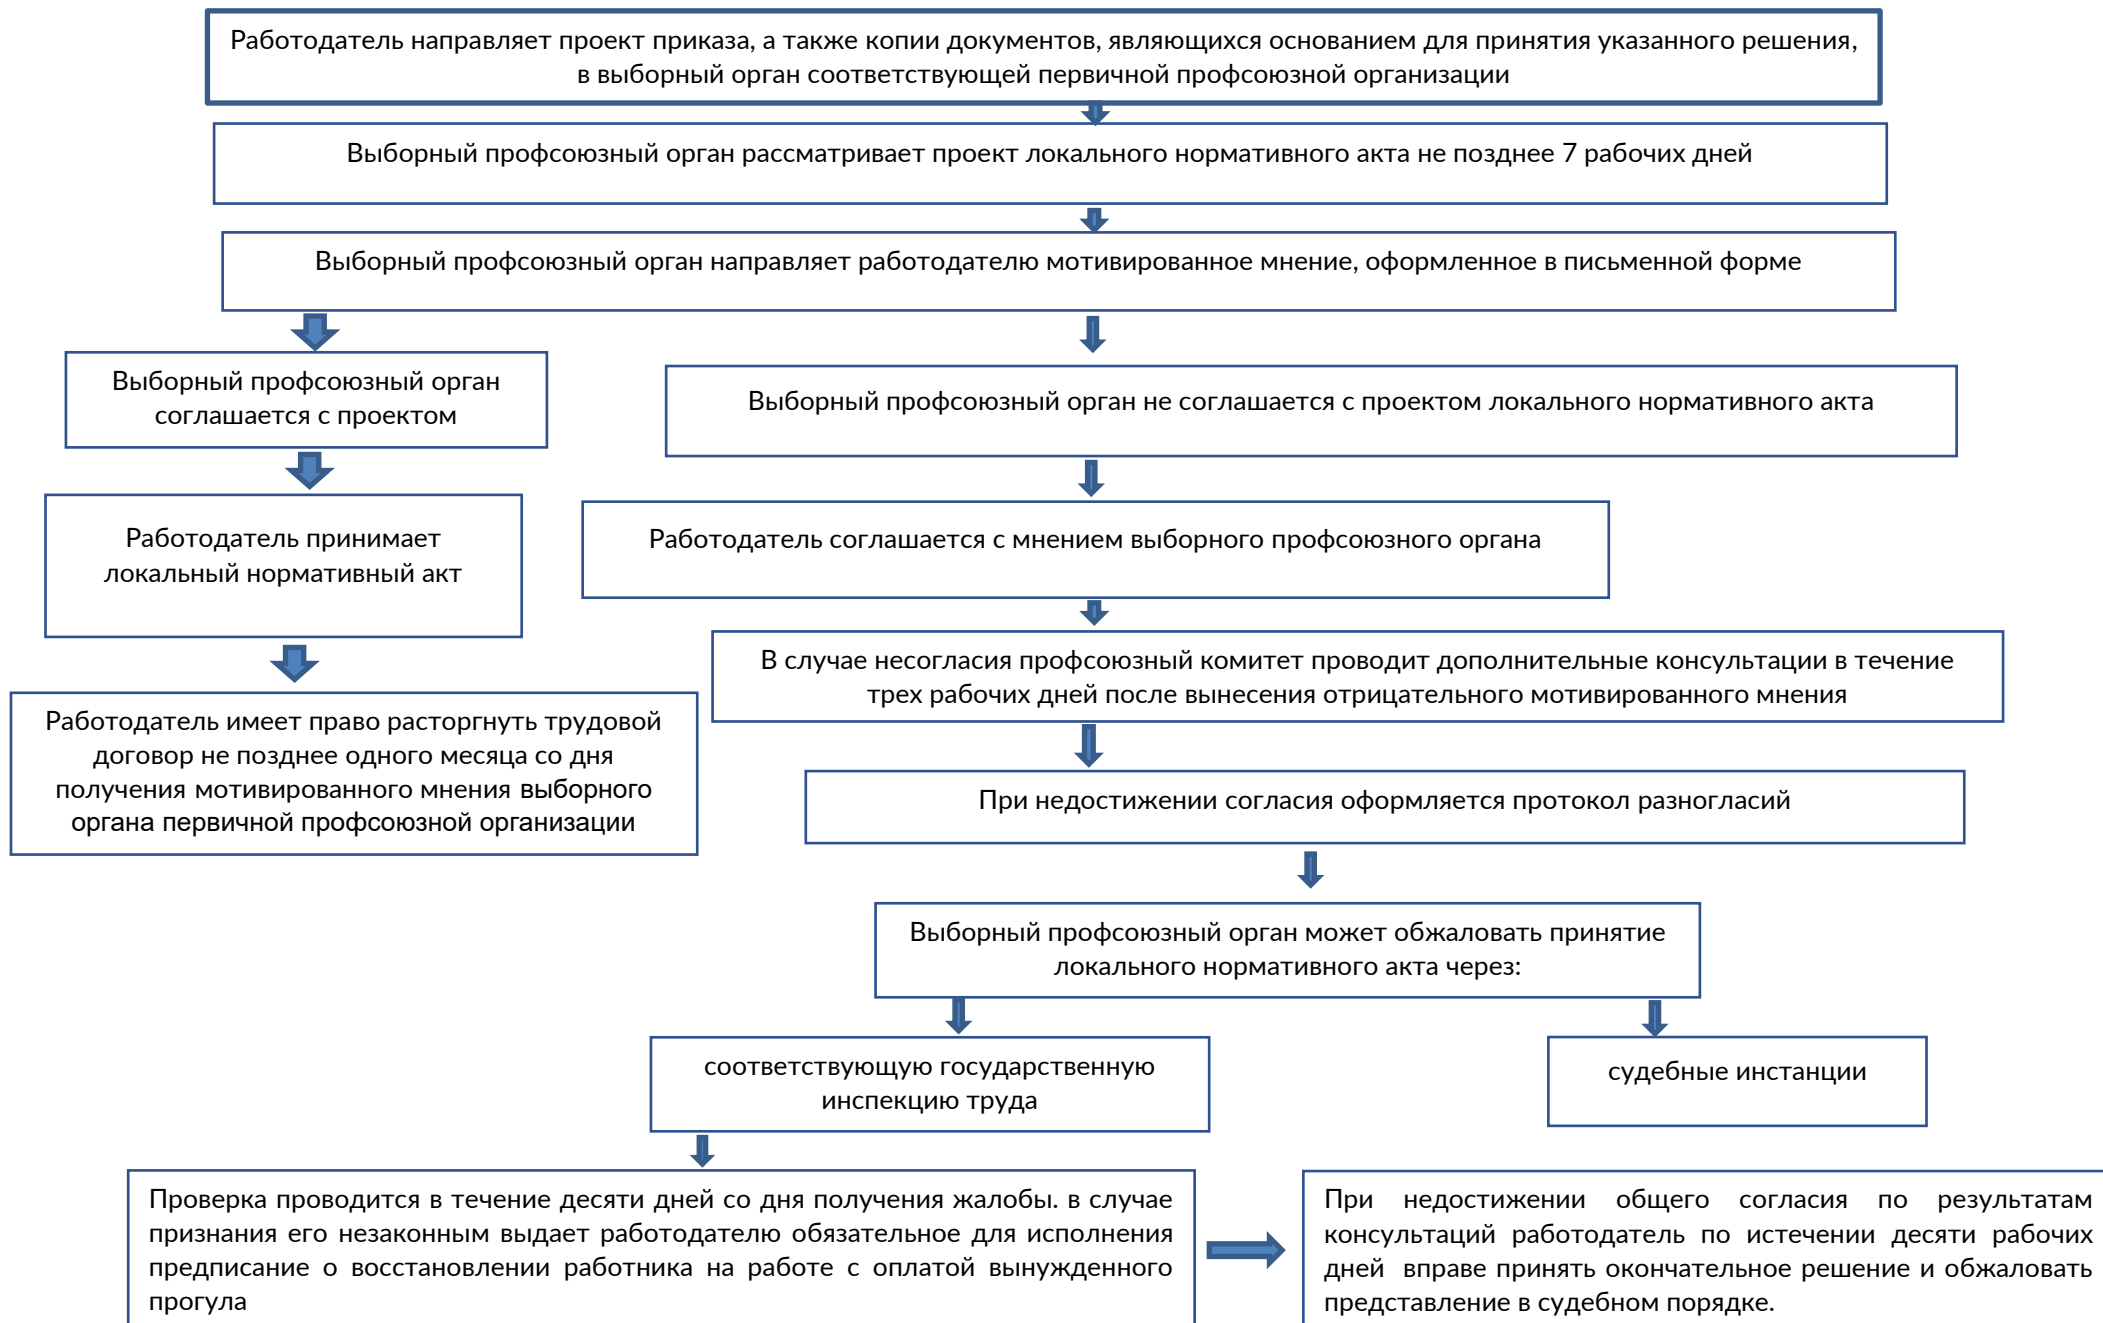 Работодатель направляет проект приказа, а также копии документов, являющихся основанием для принятия указанного решения,
в выборный орган соответствующей первичной профсоюзной организации
Выборный профсоюзный орган рассматривает проект локального нормативного акта не позднее 7 рабочих дней
Выборный профсоюзный орган направляет работодателю мотивированное мнение, оформленное в письменной форме
Выборный профсоюзный орган
соглашается с проектом
Работодатель принимает
локальный нормативный акт
Работодатель имеет право расторгнуть трудовой
договор не позднее одного месяца со дня
получения мотивированного мнения выборного
органа первичной профсоюзной организации
Выборный профсоюзный орган не соглашается с проектом локального нормативного акта
Работодатель соглашается с мнением выборного профсоюзного органа
В случае несогласия профсоюзный комитет проводит дополнительные консультации в течение
трех рабочих дней после вынесения отрицательного мотивированного мнения
При недостижении согласия оформляется протокол разногласий
Выборный профсоюзный орган может обжаловать принятие
локального нормативного акта через:
соответствующую государственную
инспекцию труда
судебные инстанции
Проверка проводится в течение десяти дней со дня получения жалобы. в случае
признания его незаконным выдает работодателю обязательное для исполнения
предписание о восстановлении работника на работе с оплатой вынужденного
прогула
При недостижении общего согласия по результатам
консультаций работодатель по истечении десяти рабочих
дней вправе принять окончательное решение и обжаловать
представление в судебном порядке.